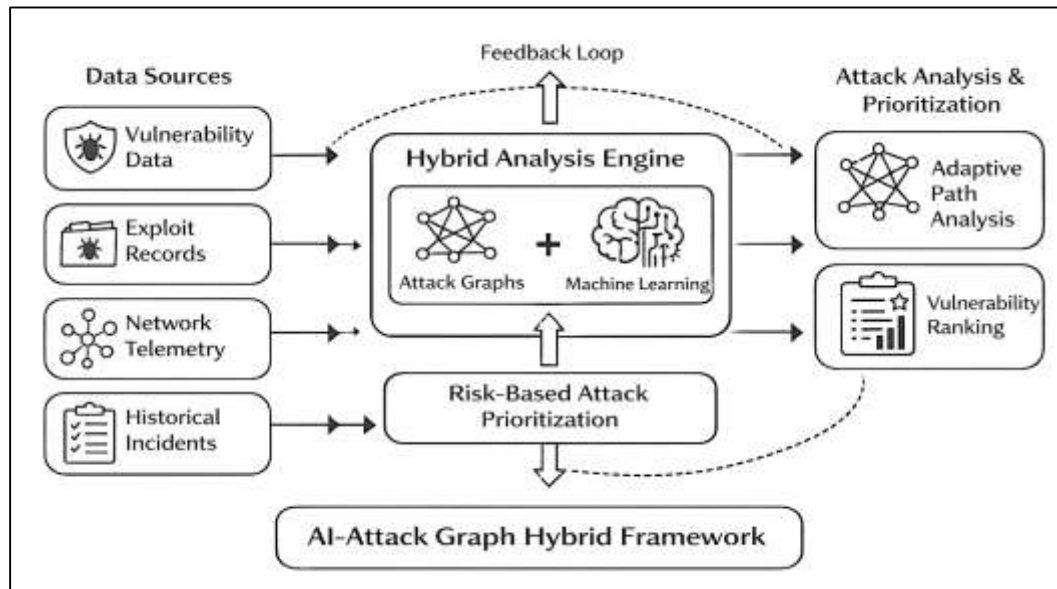 Feedback Loop
Data Sources
Vulnerability
Data
Exploit
Records
Network
Telemetry
Historical
Incidents
Hybrid Analysis Engine
+
Attack Graphs
Machine Learning
Risk-Based Attack
Prioritization
AI-Attack Graph Hybrid Framework
Attack Analysis &
Prioritization
Adaptive
Path
Analysis
Vulnerability
Ranking